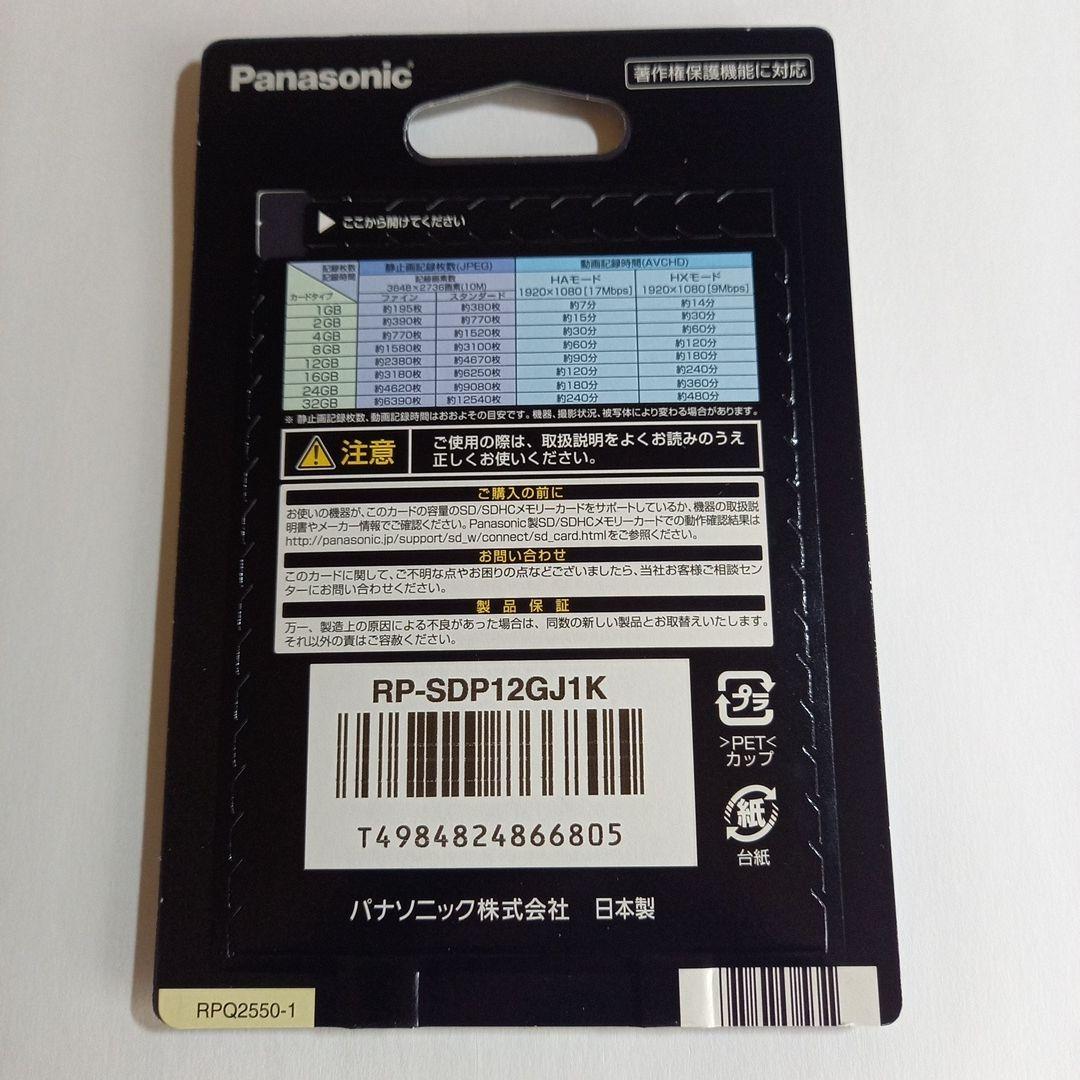 Panasonic
著作権保護機能に対応
ここから開けてください
記録枚数 静止画記録枚数(JPEG) 動画記録時間(AVCHD)
記録時間 記録画素数 HAモード HXモード
3648×2736画素(10M) 1920×1080[17Mbps] 1920×1080[9Mbps]
カードタイプ ファイン スタンダード
1GB 約195枚 約380枚 約7分 約14分
2GB 約390枚 約770枚 約15分 約30分
4GB 約770枚 約1520枚 約30分 約60分
8GB 約1580枚 約3100枚 約60分 約120分
12GB 約2380枚 約4670枚 約90分 約180分
16GB 約3180枚 約6250枚 約120分 約240分
24GB 約4620枚 約9080枚 約180分 約360分
32GB 約6390枚 約12540枚 約240分 約480分
※ 静止画記録枚数、動画記録時間はおおよその目安です。機器、撮影状況、被写体により変わる場合があります。
注意
ご使用の際は、取扱説明をよくお読みのうえ
正しくお使いください。
ご購入の前に
お使いの機器が、このカードの容量のSD/SDHCメモリーカードをサポートしているか、機器の取扱説
明書やメーカー情報でご確認ください。Panasonic製SD/SDHCメモリーカードでの動作確認結果は
http://panasonic.jp/support/sd_w/connect/sd_card.htmlをご参照ください。
お問い合わせ
このカードに関して、ご不明な点やお困りの点などございましたら、当社お客様ご相談セン
ターにお問い合わせください。
製品保証
万一、製造上の原因による不良があった場合は、同数の新しい製品とお取替えいたします。
それ以外の責はご容赦ください。
RP-SDP12GJ1K
T4984824866805
プラ
>PET<
カップ
紙
台紙
パナソニック株式会社 日本製
RPQ2550-1